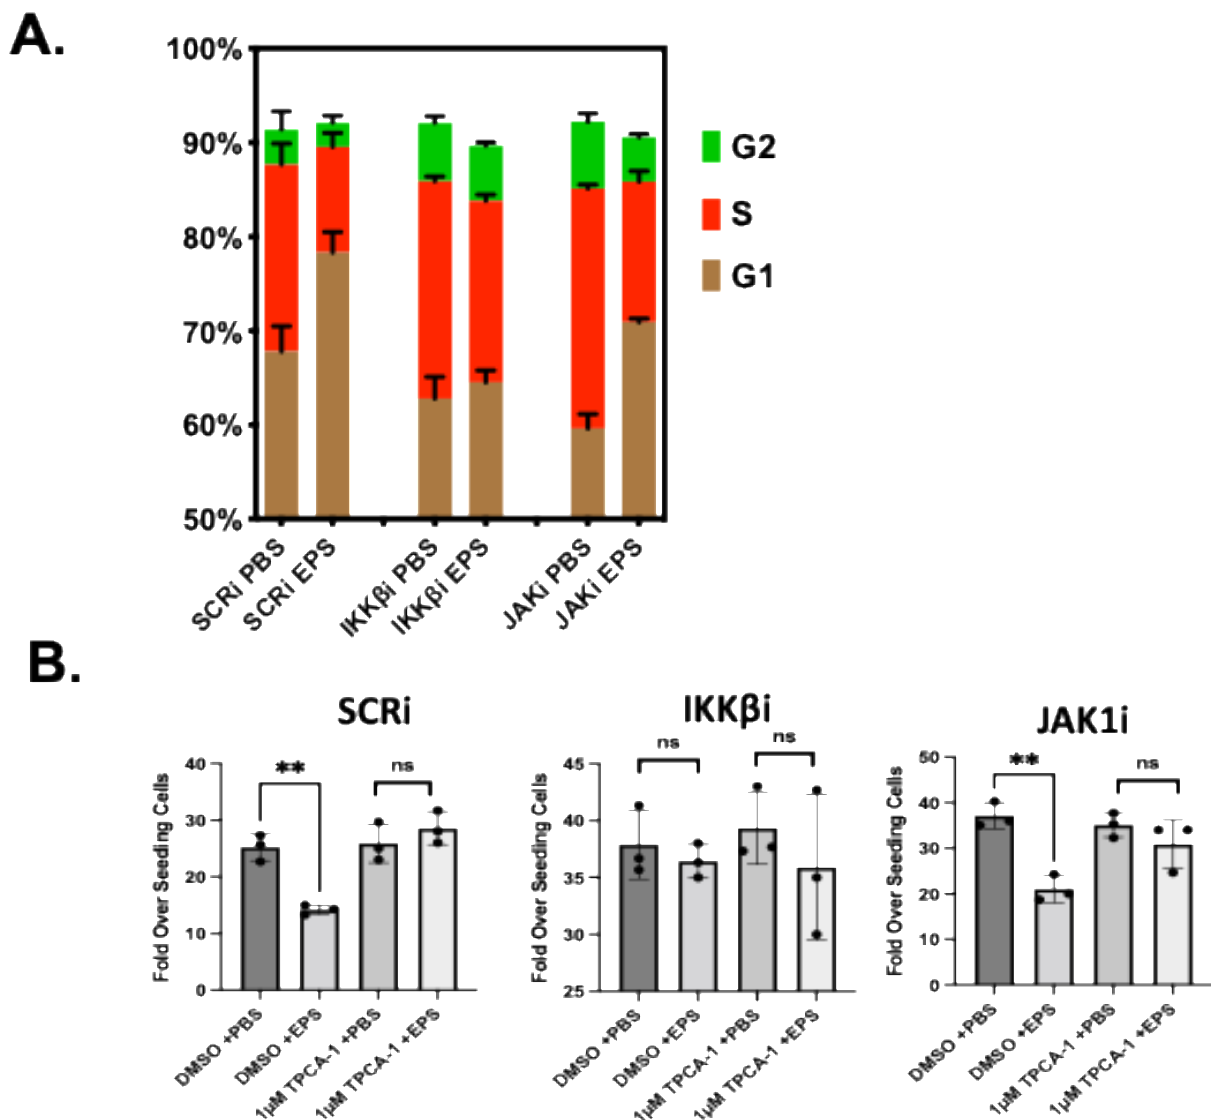 A.
100%
90%
80%
70%
60%
50%
G2
S
G1
SCRi PBS
SCRi EPS
IKKβi PBS
IKKβi EPS
JAKi PBS
JAKi EPS
B.
SCRi
Fold Over Seeding Cells
40
30
20
10
0
**
ns
DMSO +PBS
DMSO +EPS
1µM TPCA-1 +PBS
1µM TPCA-1 +EPS
IKKβi
Fold Over Seeding Cells
45
40
35
30
25
ns
ns
DMSO +PBS
DMSO +EPS
1µM TPCA-1 +PBS
1µM TPCA-1 +EPS
JAK1i
Fold Over Seeding Cells
50
40
30
20
10
0
**
ns
DMSO +PBS
DMSO +EPS
1µM TPCA-1 +PBS
1µM TPCA-1 +EPS